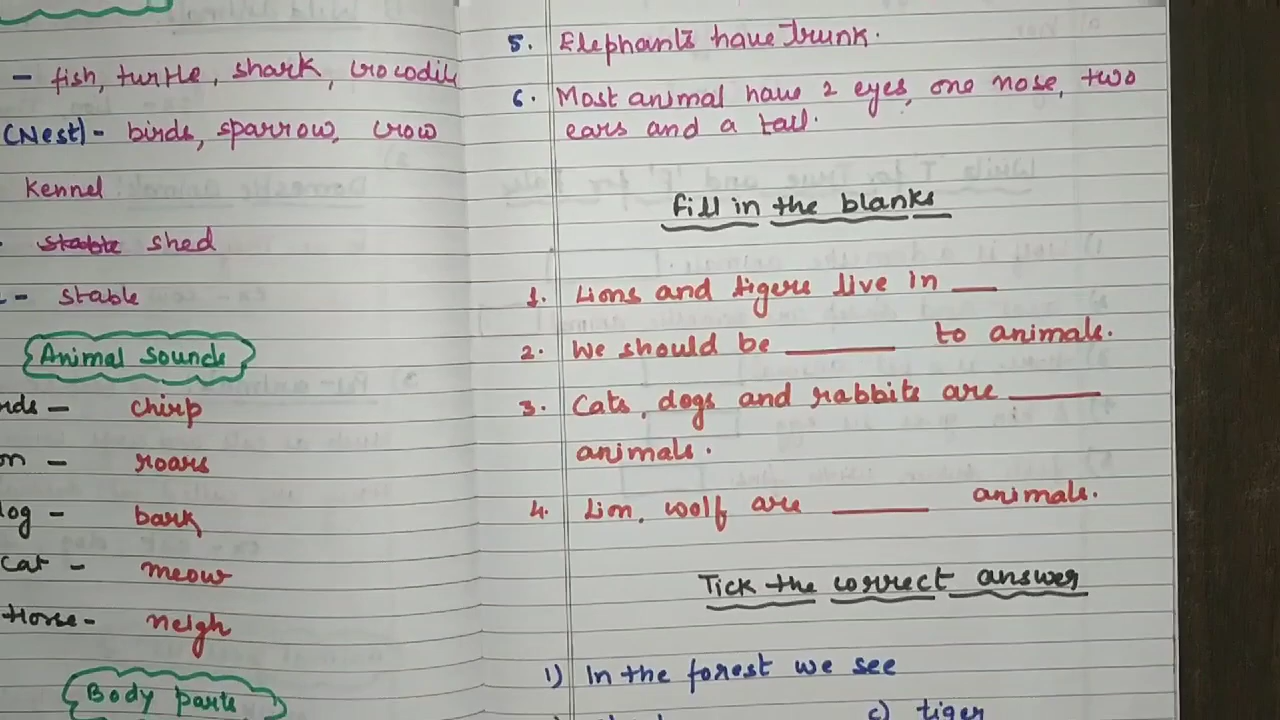 - fish, turtle, shark, crocodile
(Nest) - birds, sparrow, crow
Kennel
stable shed
- stable
Animal sounds
- chirp
- roars
- bark
cat - meow
Horse - neigh
Body parts
5. Elephants have Trunk.
6. Most animal have 2 eyes, one nose, two
ears and a tail.
Fill in the blanks
1. Lions and tigers live in ___
2. We should be ______ to animals.
3. Cats, dogs and rabbits are ______
animals.
4. Lion, wolf are ______ animals.
Tick the correct answer
1) In the forest we see
c) tiger